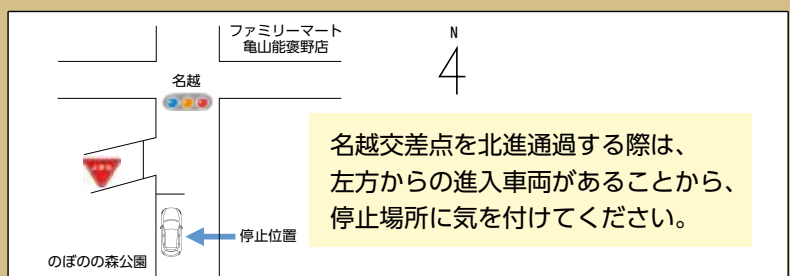 ファミリーマート
亀山能褒野店
N
名越
名越交差点を北進通過する際は、
左方からの進入車両があることから、
停止場所に気を付けてください。
停止位置
のぼのの森公園